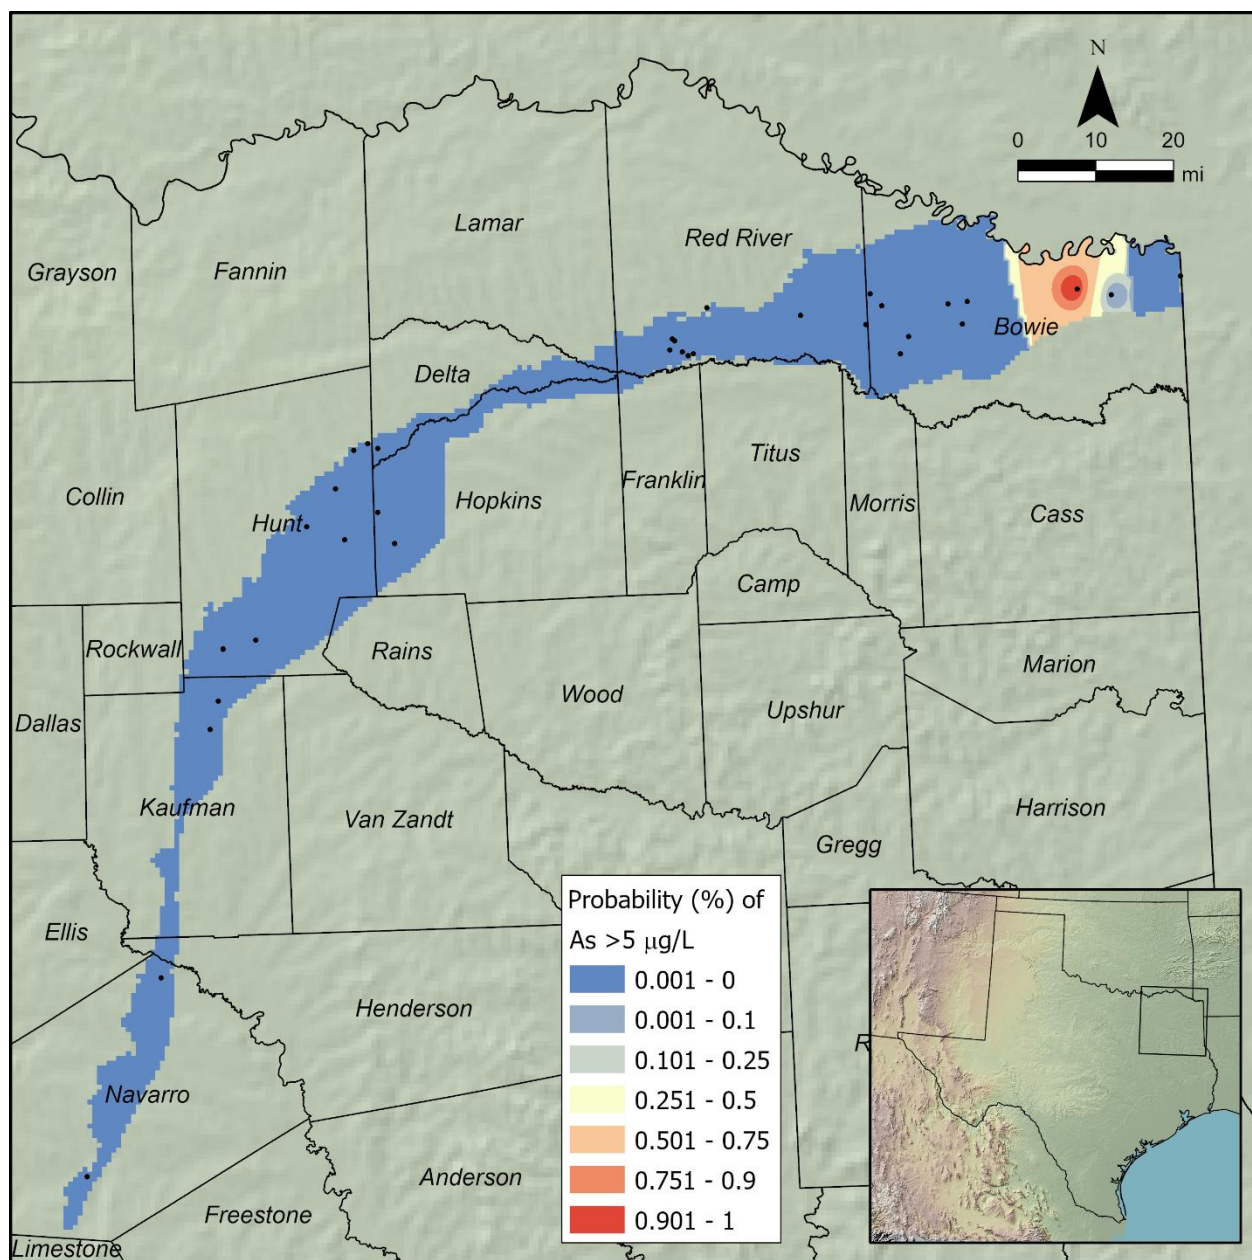 N
0 10 20
mi
Lamar
Red River
Grayson
Fannin
Bowie
Delta
Titus
Franklin
Collin
Hopkins
Morris
Hunt
Cass
Camp
Rockwall
Rains
Marion
Wood
Dallas
Upshur
Kaufman
Van Zandt
Harrison
Gregg
Ellis
Henderson
R
Navarro
Anderson
Freestone
Limestone
Probability (%) of
As >5 µg/L
0.001 - 0
0.001 - 0.1
0.101 - 0.25
0.251 - 0.5
0.501 - 0.75
0.751 - 0.9
0.901 - 1